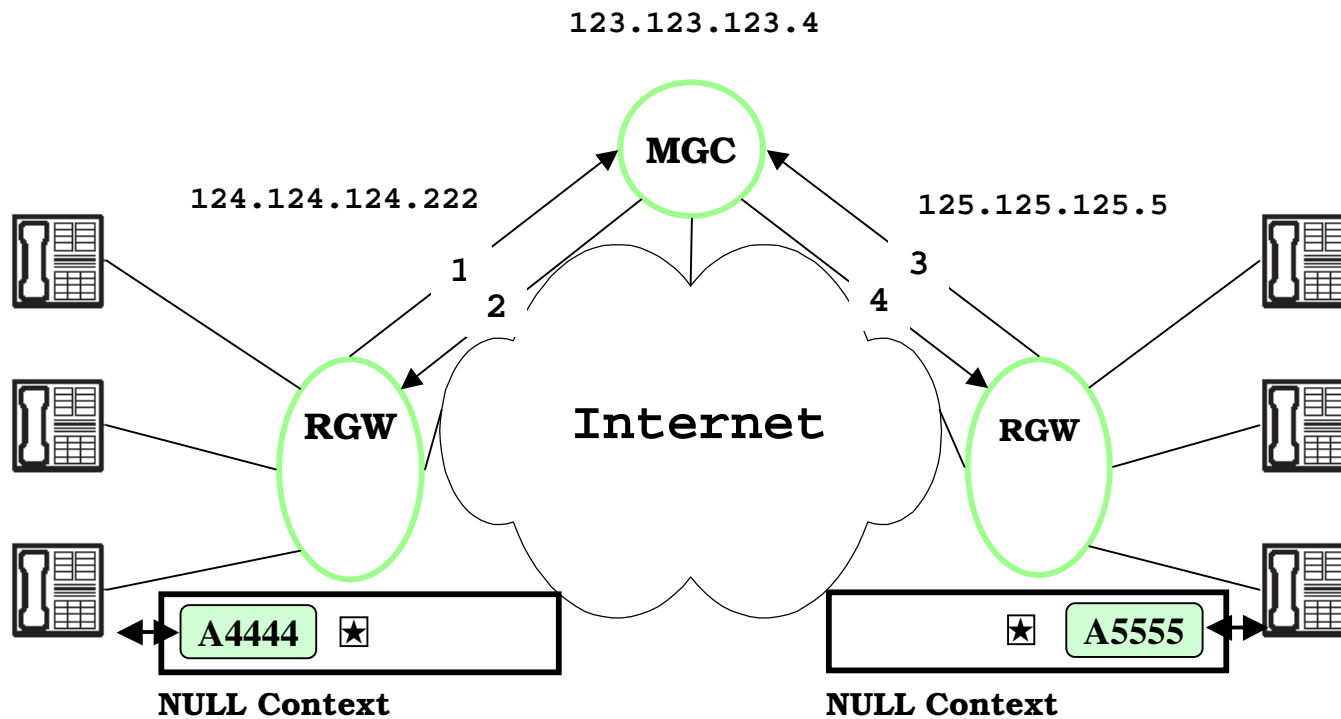 123.123.123.4
MGC
124.124.124.222
125.125.125.5
1
2
3
4
RGW
Internet
RGW
A4444
A5555
NULL Context
NULL Context